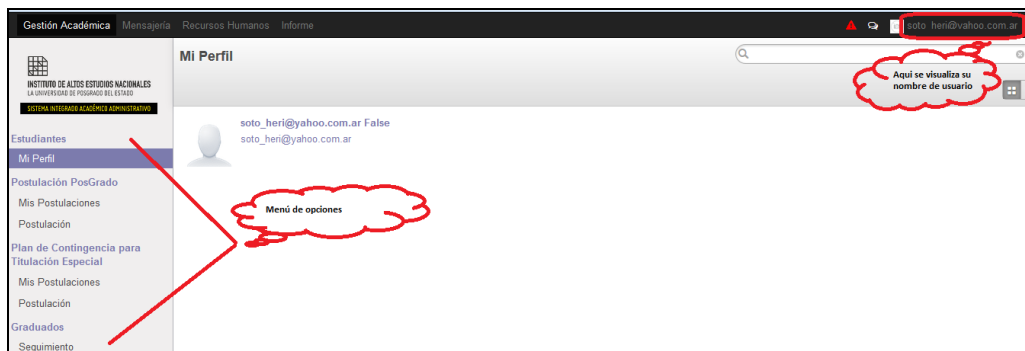 Gestión Académica Mensajería Recursos Humanos Informe
soto_heri@yahoo.com.ar
INSTITUTO DE ALTOS ESTUDIOS NACIONALES
LA UNIVERSIDAD DE POSGRADO DEL ESTADO
SISTEMA INTEGRADO ACADÉMICO ADMINISTRATIVO
Mi Perfil
Aqui se visualiza su
nombre de usuario
soto_heri@yahoo.com.ar False
soto_heri@yahoo.com.ar
Estudiantes
Mi Perfil
Postulación PosGrado
Mis Postulaciones
Postulación
Plan de Contingencia para
Titulación Especial
Mis Postulaciones
Postulación
Graduados
Seguimiento
Menú de opciones